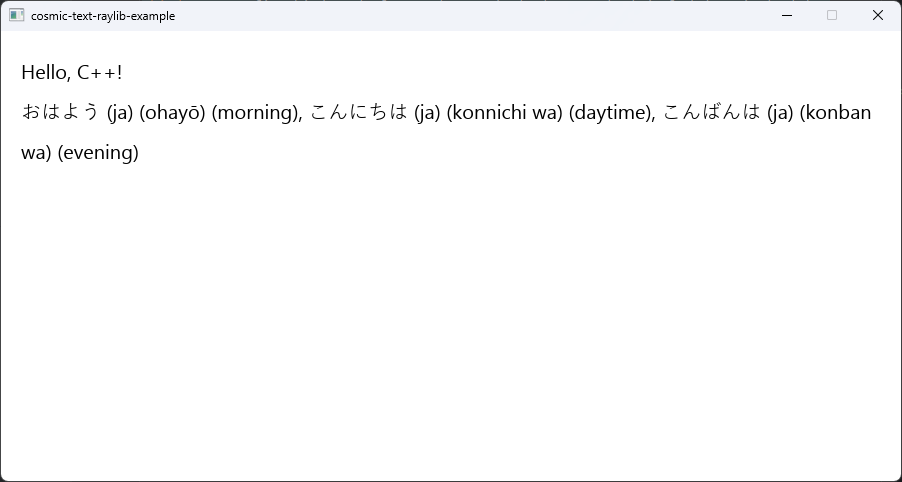 cosmic-text-raylib-example
Hello, C++!
おはよう (ja) (ohayō) (morning), こんにちは (ja) (konnichi wa) (daytime), こんばんは (ja) (konban
wa) (evening)